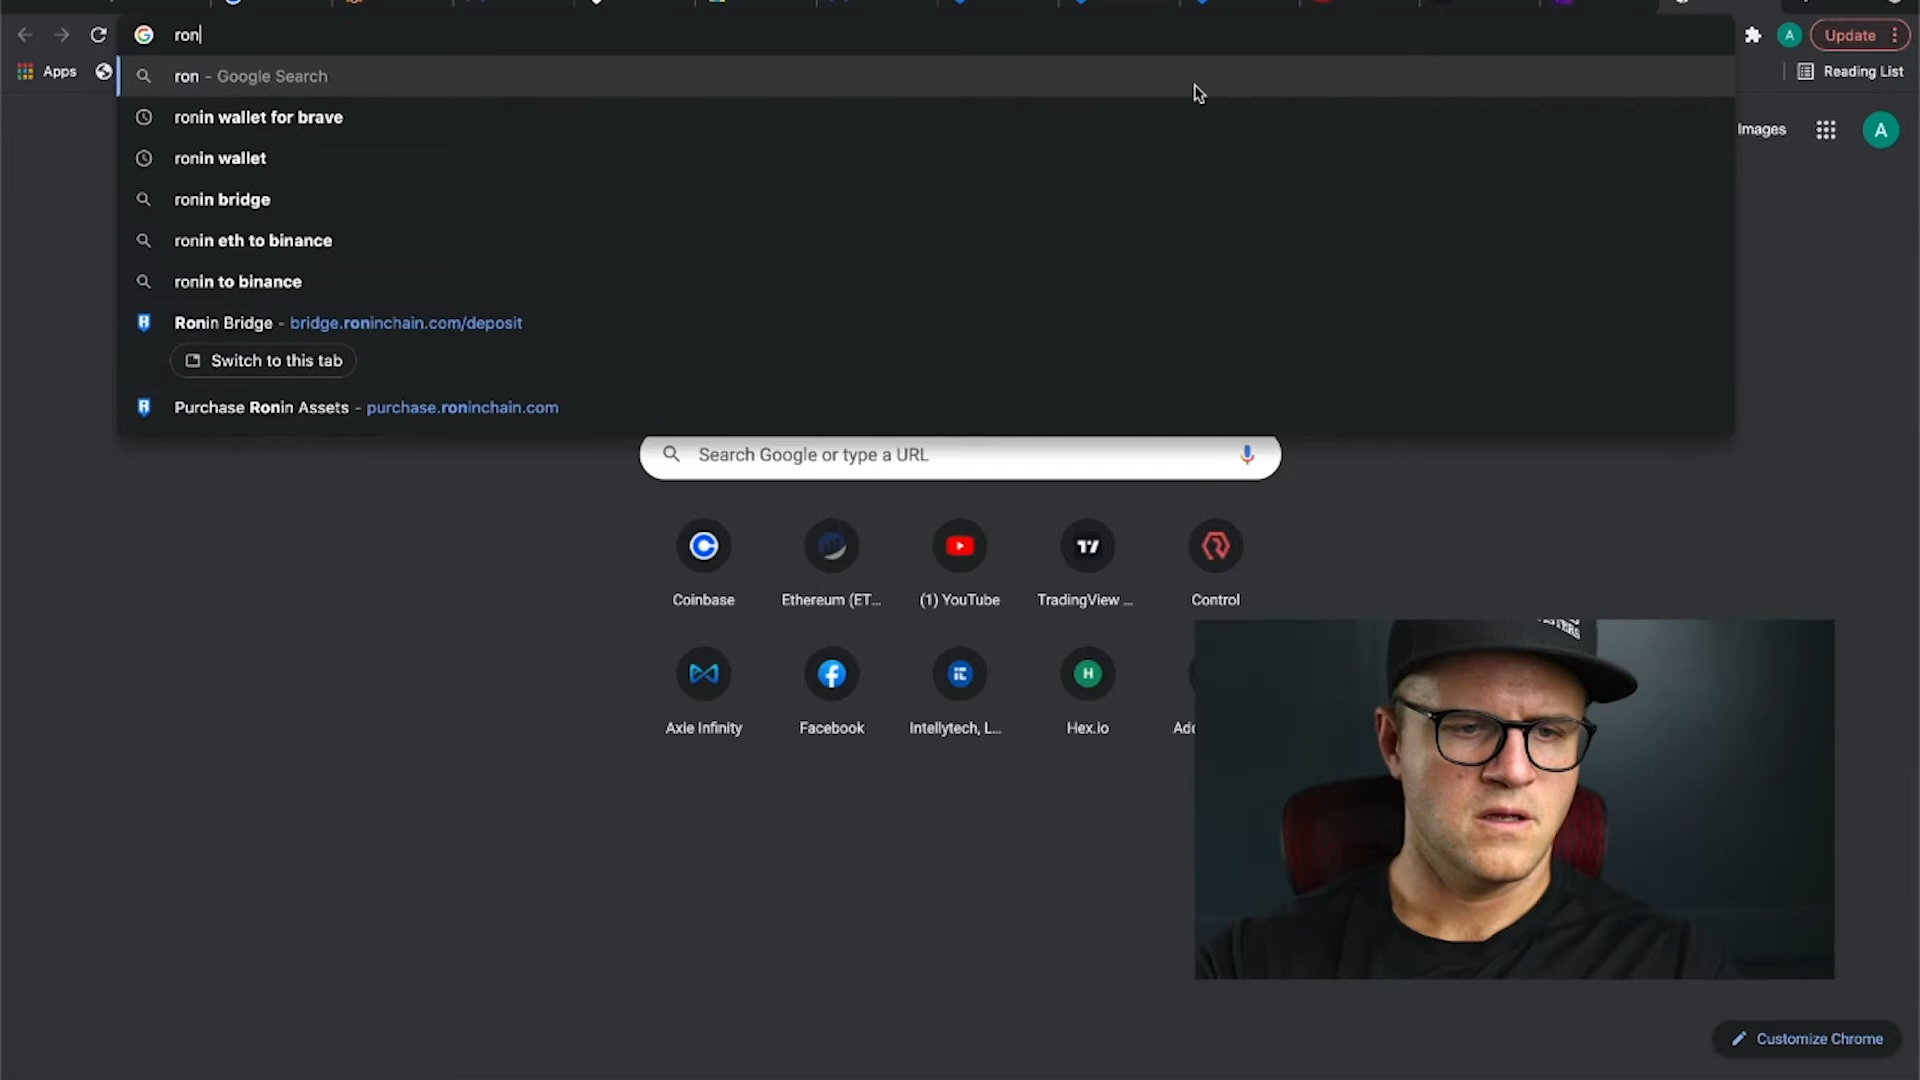 ron
Update
Apps
Reading List
ron - Google Search
ronin wallet for brave
Images
A
ronin wallet
ronin bridge
ronin eth to binance
ronin to binance
Ronin Bridge - bridge.roninchain.com/deposit
Switch to this tab
Purchase Ronin Assets - purchase.roninchain.com
Search Google or type a URL
Coinbase
Ethereum (ET...
(1) YouTube
TradingView ...
Control
Axie Infinity
Facebook
Intellytech, L...
Hex.io
Customize Chrome